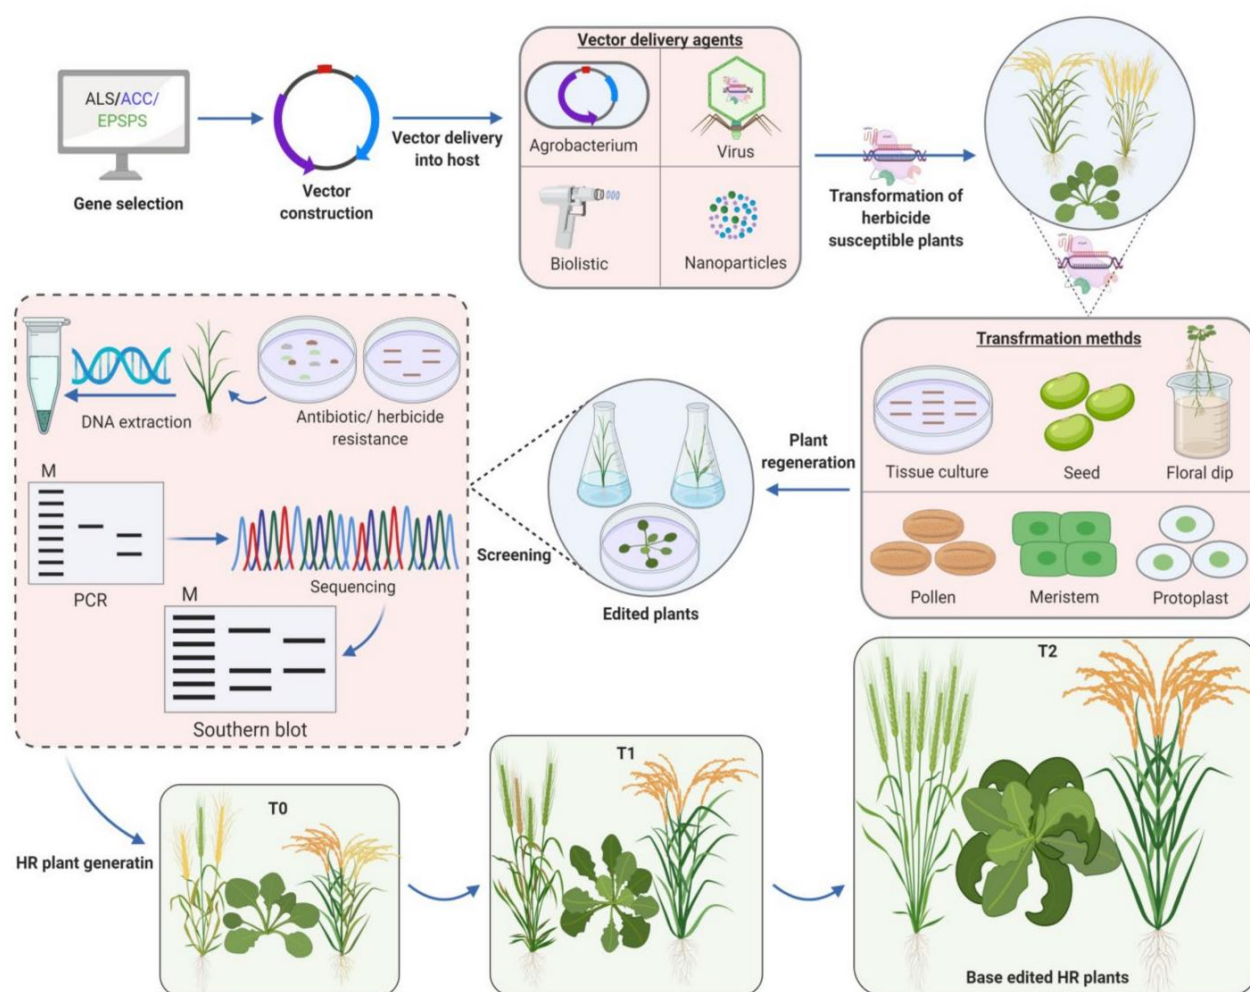 ALS/ACC/
EPSPS
Gene selection
Vector
construction
Vector delivery
into host
Vector delivery agents
Agrobacterium
Virus
Biolistic
Nanoparticles
Transformation of
herbicide
susceptible plants
Transfrmation methds
Tissue culture
Seed
Floral dip
Pollen
Meristem
Protoplast
Plant
regeneration
Edited plants
Screening
DNA extraction
Antibiotic/ herbicide
resistance
M
PCR
Sequencing
M
Southern blot
HR plant generatin
T0
T1
T2
Base edited HR plants